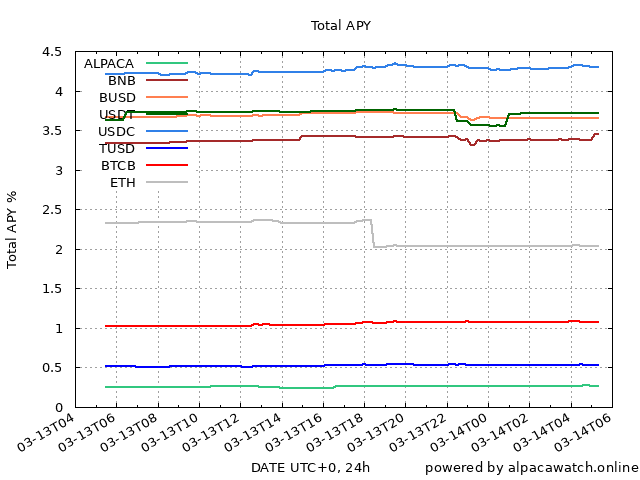 Total APY
4.5
4
3.5
3
2.5
2
1.5
1
0.5
0
Total APY %
ALPACA
BNB
BUSD
USDT
USDC
TUSD
BTCB
ETH
03-13T04
03-13T06
03-13T08
03-13T10
03-13T12
03-13T14
03-13T16
03-13T18
03-13T20
03-13T22
03-14T00
03-14T02
03-14T04
03-14T06
DATE UTC+0, 24h
powered by alpacawatch.online